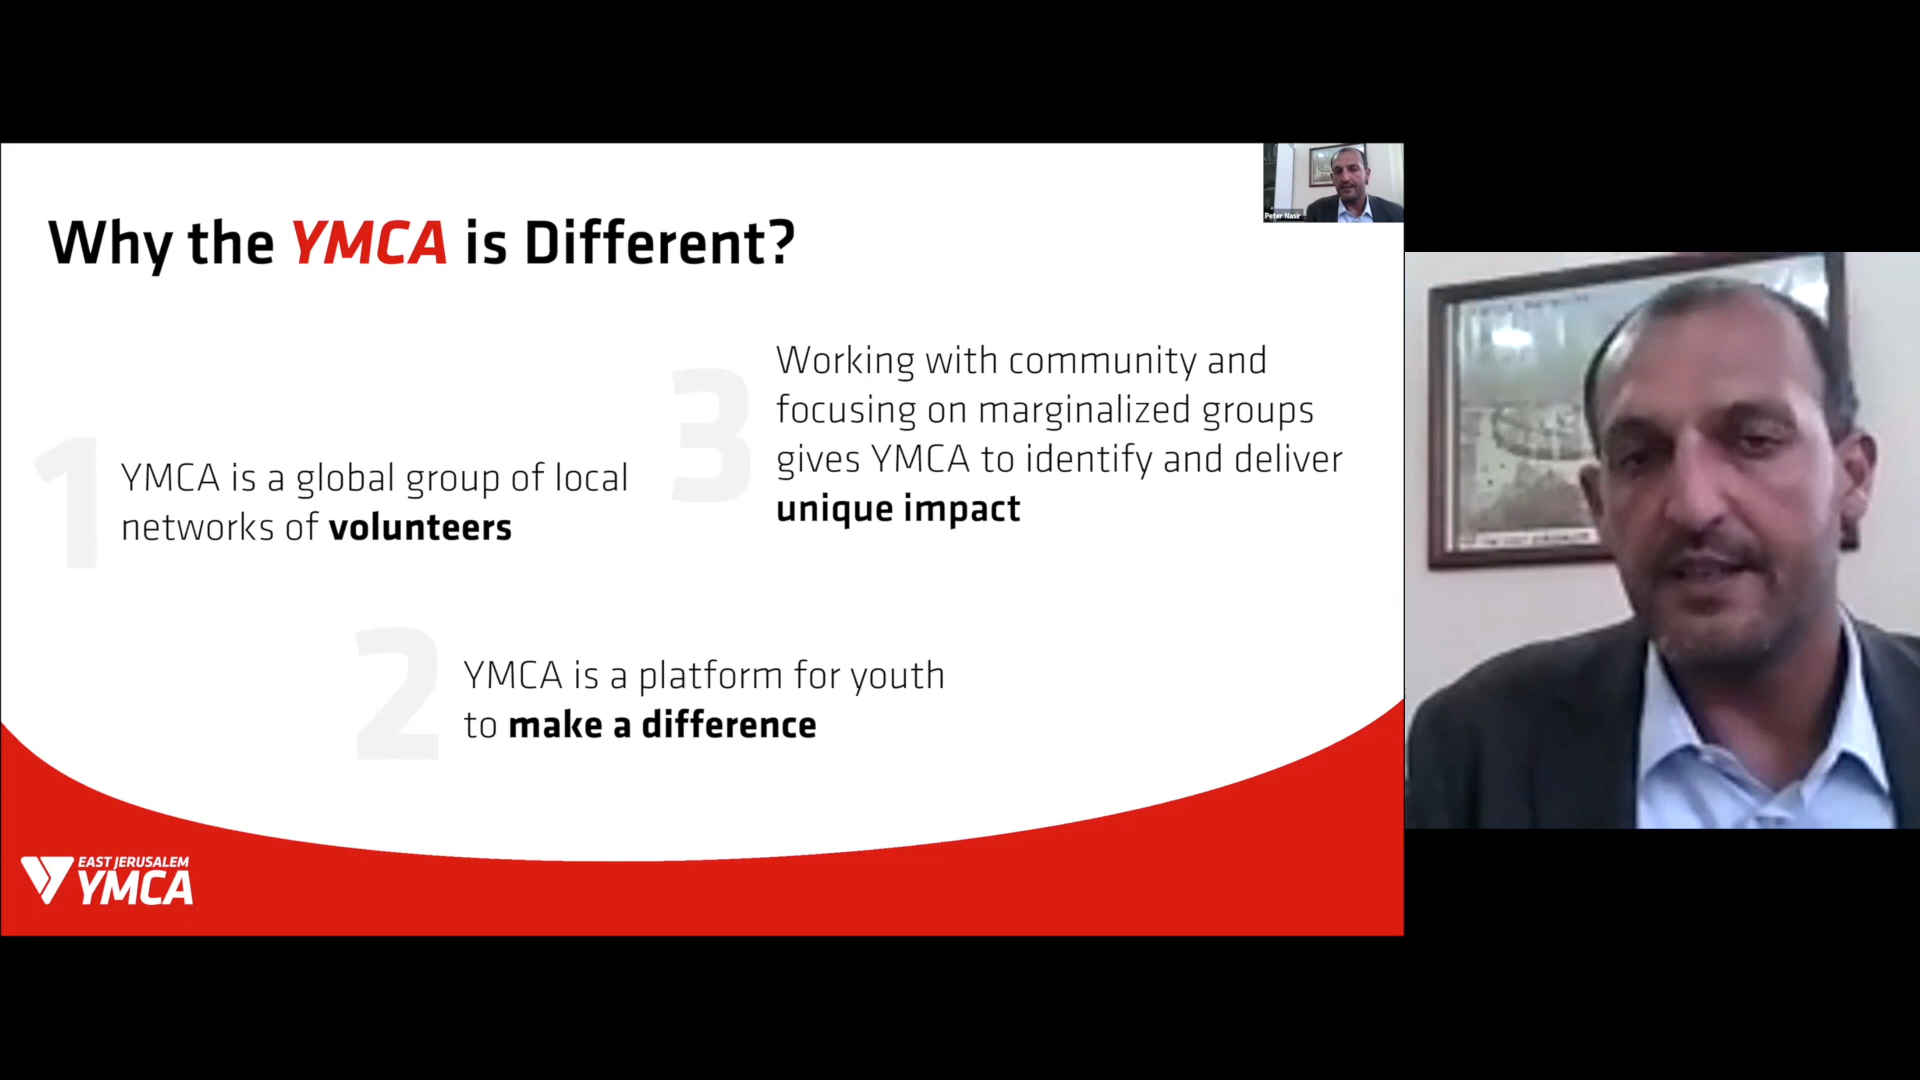 Peter Nasir
Why the YMCA is Different?
1
YMCA is a global group of local
networks of volunteers
2
YMCA is a platform for youth
to make a difference
3
Working with community and
focusing on marginalized groups
gives YMCA to identify and deliver
unique impact
EAST JERUSALEM
YMCA